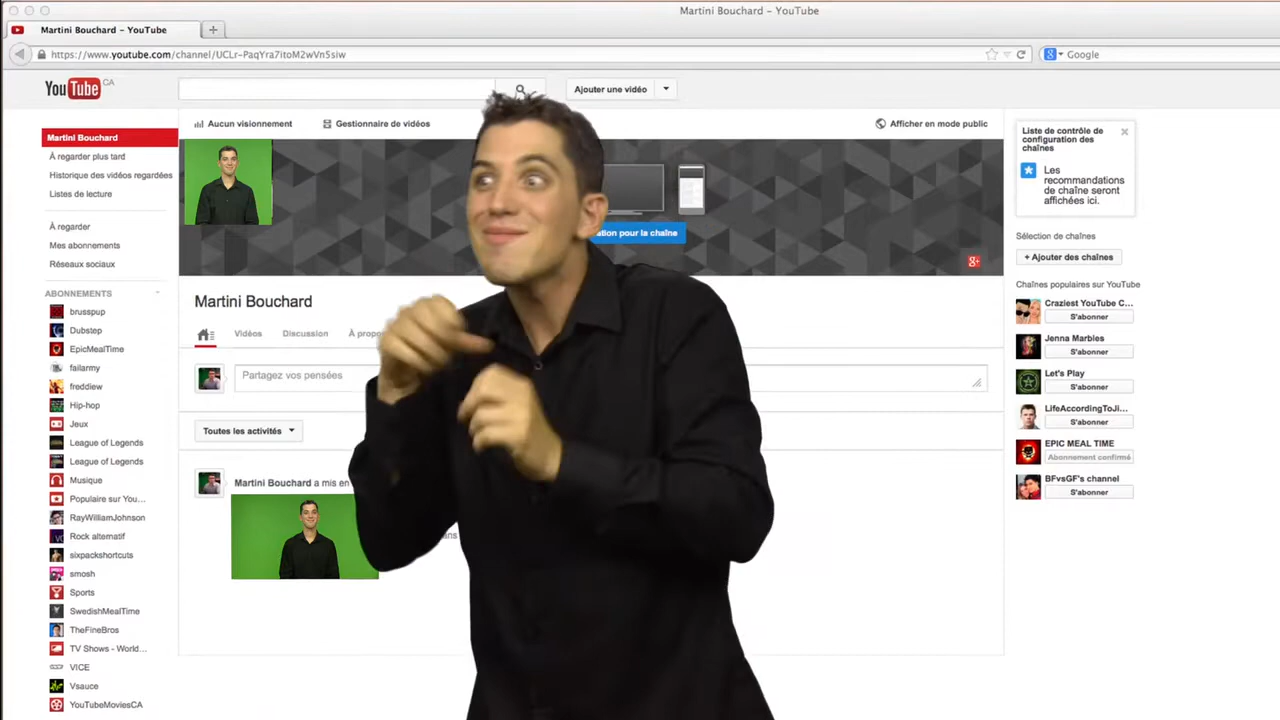 Martini Bouchard – YouTube
Martini Bouchard – YouTube
https://www.youtube.com/channel/UCLr-PaqYra7itoM2wVn5siw
Google
YouTube CA
Ajouter une vidéo
Aucun visionnement
Gestionnaire de vidéos
Afficher en mode public
Martini Bouchard
À regarder plus tard
Historique des vidéos regardées
Listes de lecture
À regarder
Mes abonnements
Réseaux sociaux
ABONNEMENTS
brusspup
Dubstep
EpicMealTime
failarmy
freddiew
Hip-hop
Jeux
League of Legends
League of Legends
Musique
Populaire sur You...
RayWilliamJohnson
Rock alternatif
sixpackshortcuts
smosh
Sports
SwedishMealTime
TheFineBros
TV Shows - World...
VICE
Vsauce
YouTubeMoviesCA
pour la chaîne
g+
Martini Bouchard
Vidéos
Discussion
À propos
Partagez vos pensées
Toutes les activités
Martini Bouchard a mis en
ans
Liste de contrôle de
configuration des
chaînes
Les
recommandations
de chaîne seront
affichées ici.
Sélection de chaînes
+ Ajouter des chaînes
Chaînes populaires sur YouTube
Craziest YouTube C...
S'abonner
Jenna Marbles
S'abonner
Let's Play
S'abonner
LifeAccordingToJi...
S'abonner
EPIC MEAL TIME
Abonnement confirmé
BFvsGF's channel
S'abonner